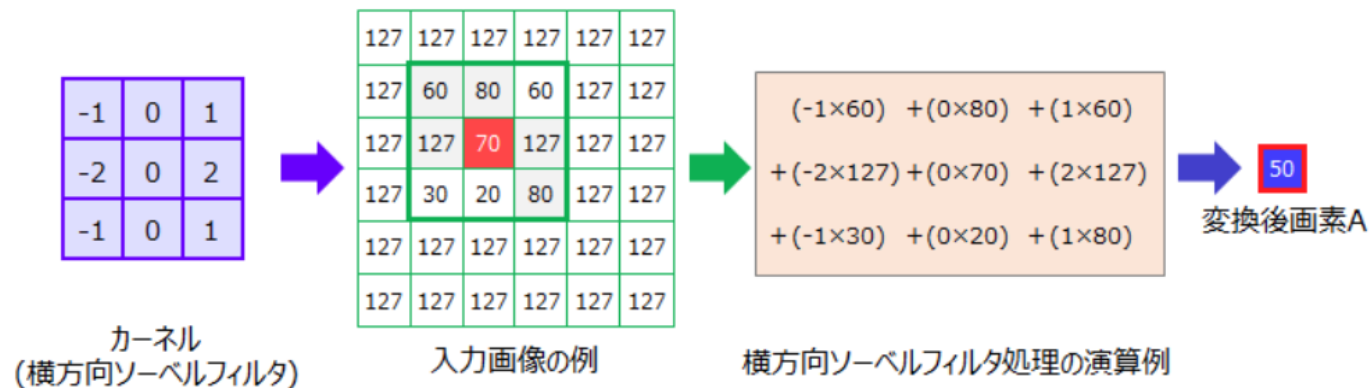 -1 0 1
-2 0 2
-1 0 1
カーネル
(横方向ソーベルフィルタ)
127 127 127 127 127 127
127 60 80 60 127 127
127 127 70 127 127 127
127 30 20 80 127 127
127 127 127 127 127 127
127 127 127 127 127 127
入力画像の例
(-1×60) +(0×80) +(1×60)
+(-2×127) +(0×70) +(2×127)
+(-1×30) +(0×20) +(1×80)
横方向ソーベルフィルタ処理の演算例
50
変換後画素A